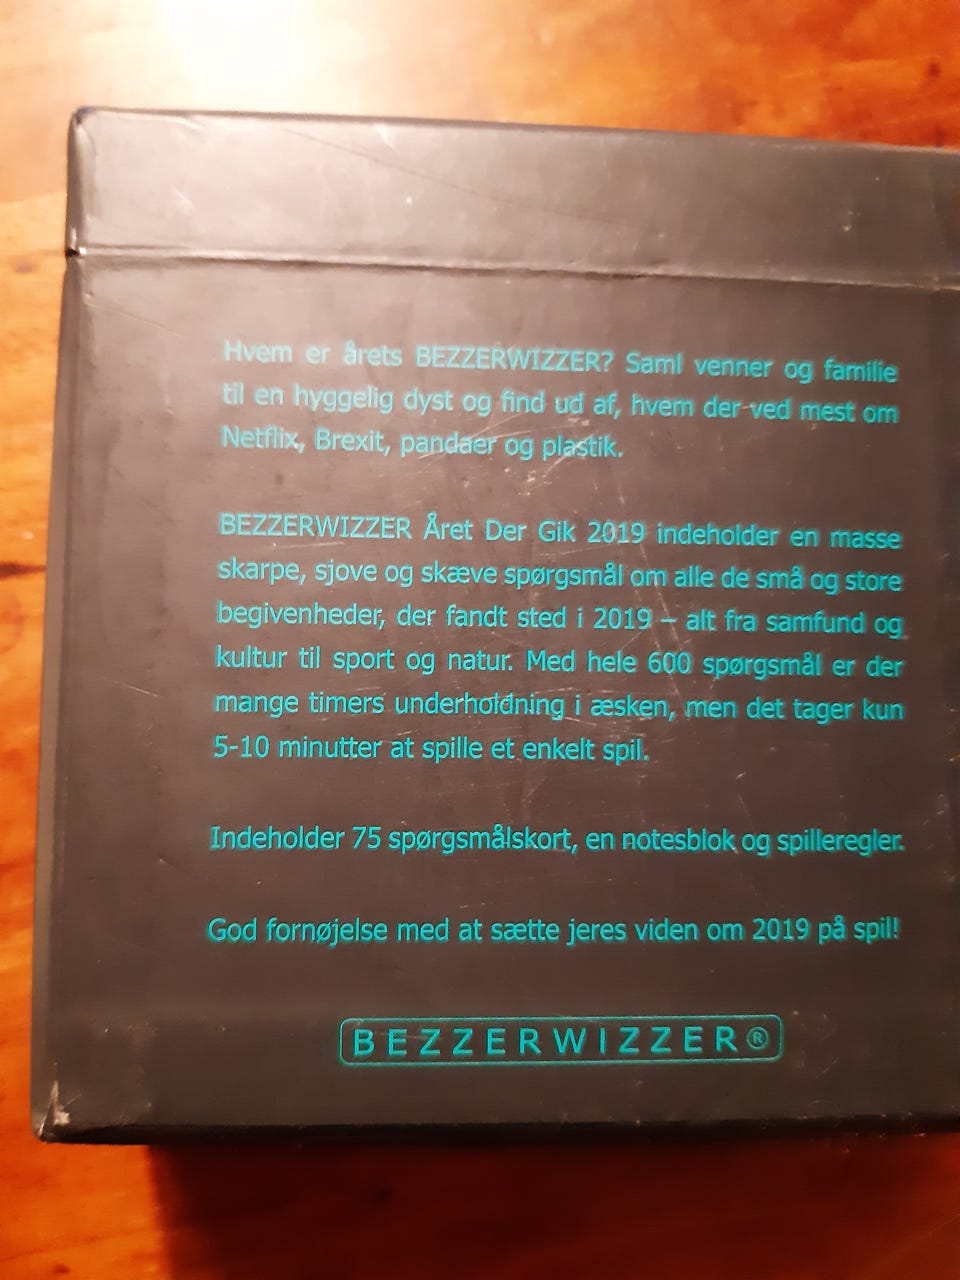 Hvem er årets BEZZERWIZZER? Saml venner og familie
til en hyggelig dyst og find ud af, hvem der ved mest om
Netflix, Brexit, pandaer og plastik.
BEZZERWIZZER Året Der Gik 2019 indeholder en masse
skarpe, sjove og skæve spørgsmål om alle de små og store
begivenheder, der fandt sted i 2019 – alt fra samfund og
kultur til sport og natur. Med hele 600 spørgsmål er der
mange timers underholdning i æsken, men det tager kun
5-10 minutter at spille et enkelt spil.
Indeholder 75 spørgsmålskort, en notesblok og spilleregler.
God fornøjelse med at sætte jeres viden om 2019 på spil!
BEZZERWIZZER®